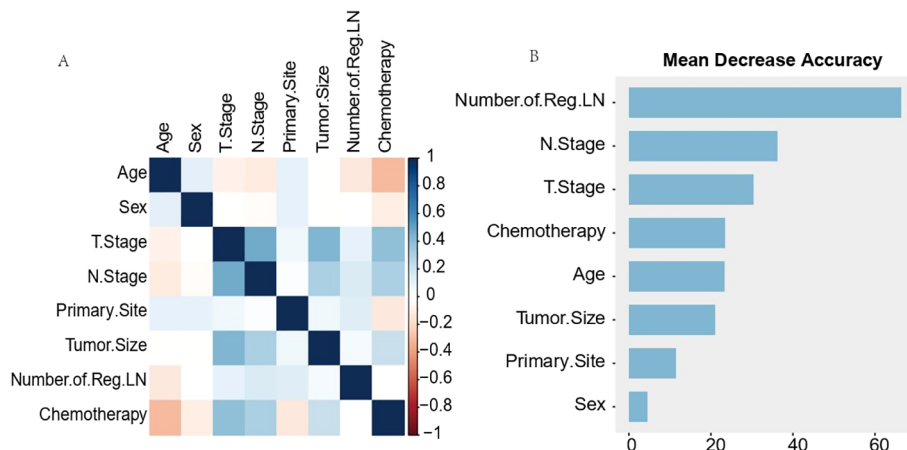 A
Age
Sex
T.Stage
N.Stage
Primary.Site
Tumor.Size
Number.of.Reg.LN
Chemotherapy
Age
Sex
T.Stage
N.Stage
Primary.Site
Tumor.Size
Number.of.Reg.LN
Chemotherapy
1
0.8
0.6
0.4
0.2
0
−0.2
−0.4
−0.6
−0.8
−1
B
Mean Decrease Accuracy
Number.of.Reg.LN
N.Stage
T.Stage
Chemotherapy
Age
Tumor.Size
Primary.Site
Sex
0 20 40 60